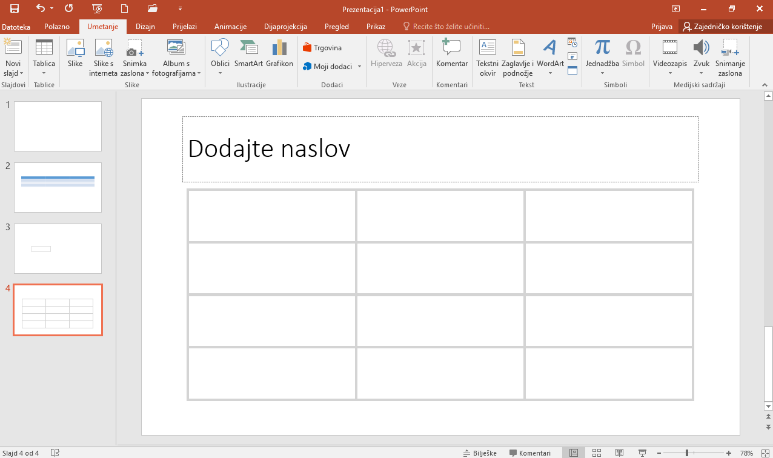 Prezentacija1 - PowerPoint
Datoteka Polazno Umetanje Dizajn Prijelazi Animacije Dijaprojekcija Pregled Prikaz Recite što želite učiniti... Prijava Zajedničko korištenje
Novi slajd
Tablica
Slike
Slike s interneta
Snimka zaslona
Album s fotografijama
Oblici
SmartArt
Grafikon
Trgovina
Moji dodaci
Hiperveza
Akcija
Komentar
Tekstni okvir
Zaglavlje i podnožje
WordArt
Jednadžba
Simbol
Videozapis
Zvuk
Snimanje zaslona
Slajdovi Tablice Slike Ilustracije Dodaci Veze Komentari Tekst Simboli Medijski sadržaji
1
2
3
4
Dodajte naslov
Slajd 4 od 4 Bilješke Komentari 78%